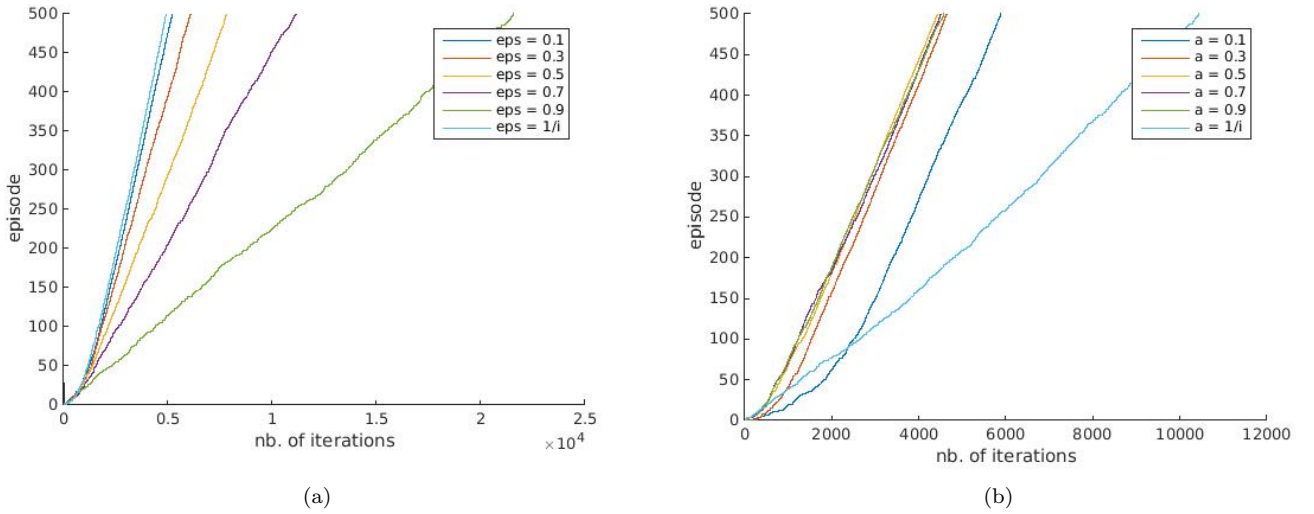 500
450
400
350
300
250
200
150
100
50
0
episode
0
0.5
1
1.5
2
2.5
×10⁴
nb. of iterations
eps = 0.1
eps = 0.3
eps = 0.5
eps = 0.7
eps = 0.9
eps = 1/i
(a)
500
450
400
350
300
250
200
150
100
50
0
episode
0
2000
4000
6000
8000
10000
12000
nb. of iterations
a = 0.1
a = 0.3
a = 0.5
a = 0.7
a = 0.9
a = 1/i
(b)